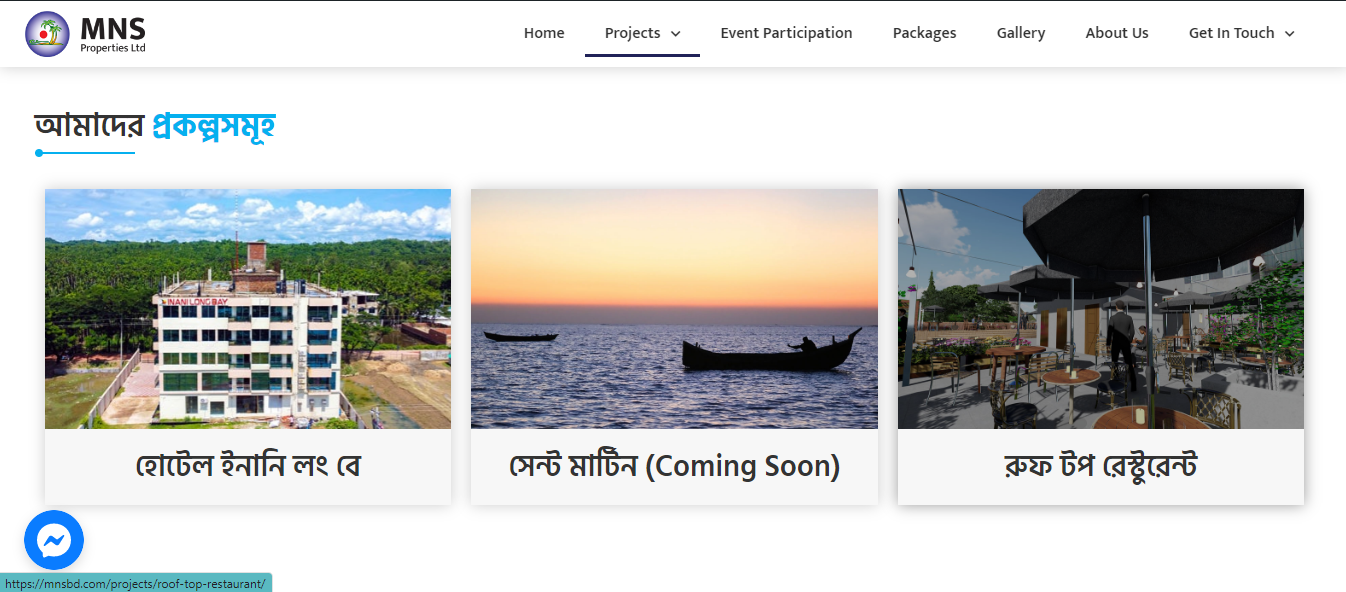 MNS
Properties Ltd
Home Projects Event Participation Packages Gallery About Us Get In Touch
আমাদের প্রকল্পসমূহ
INANI LONG BAY
হোটেল ইনানি লং বে
সেন্ট মার্টিন (Coming Soon)
রুফ টপ রেস্টুরেন্ট
https://mnsbd.com/projects/roof-top-restaurant/